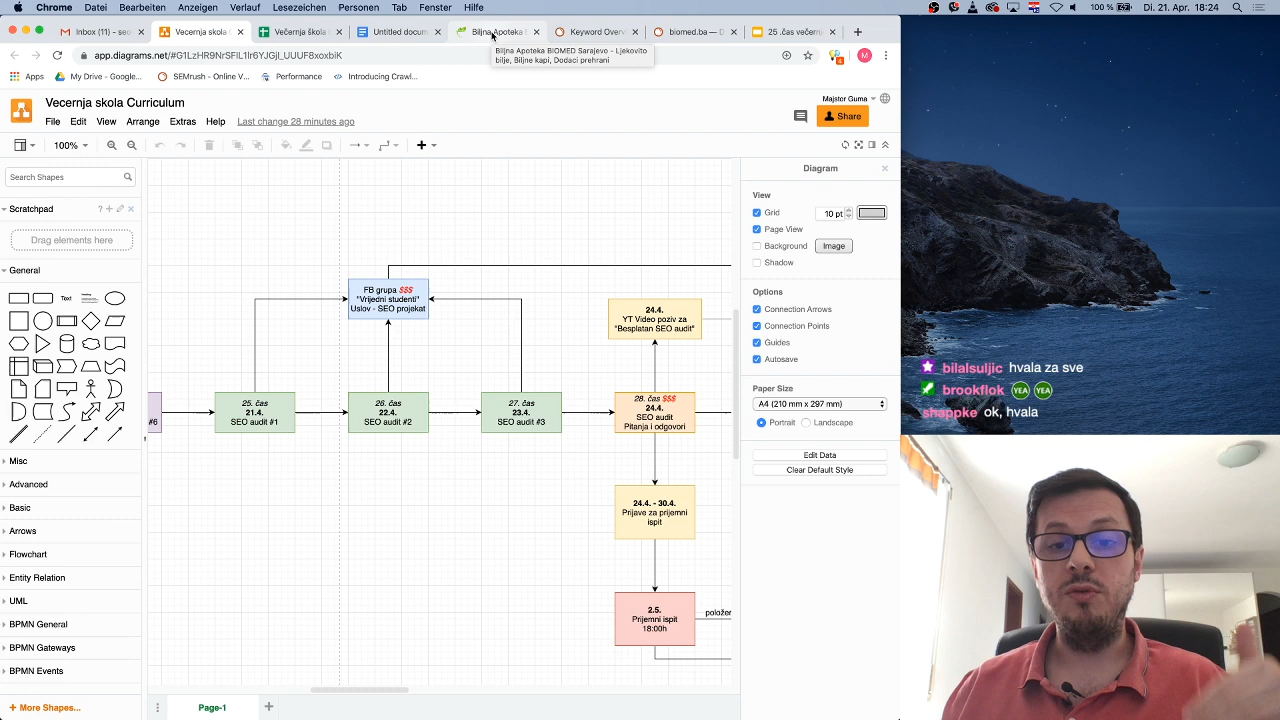 Chrome Datei Bearbeiten Anzeigen Verlauf Lesezeichen Personen Tab Fenster Hilfe
100 % Di. 21. Apr. 18:24
Inbox (11) - seo
Vecernja skola C
Večernja škola
Untitled docum
Biljna Apoteka
Keyword Overv
biomed.ba — D
25 .čas večerr
app.diagrams.net/#G1LzHR9NrSFIL1lr6YJGjI_UUUF8xoxbiK
M
Biljna Apoteka BIOMED Sarajevo - Ljekovito
bilje, Biljne kapi, Dodaci prehrani
Apps
My Drive - Google...
SEMrush - Online V...
Performance
Introducing Crawl...
Vecernja skola Curriculum
File Edit View Arrange Extras Help Last change 28 minutes ago
Majstor Guma
Share
100%
Search Shapes
Scratchpad
Drag elements here
General
Text
Misc
Advanced
Basic
Arrows
Flowchart
Entity Relation
UML
BPMN General
BPMN Gateways
BPMN Events
+ More Shapes...
FB grupa $$$
"Vrijedni studenti"
Uslov - SEO projekat
24.4.
YT Video poziv za
"Besplatan SEO audit"
#6
25. čas
21.4.
SEO audit #1
26. čas
22.4.
SEO audit #2
27. čas
23.4.
SEO audit #3
28. čas $$$
24.4.
SEO audit
Pitanja i odgovori
24.4. - 30.4.
Prijave za prijemni
ispit
2.5.
Prijemni ispit
18:00h
položer
Page-1
Diagram
View
Grid
10 pt
Page View
Background
Image
Shadow
Options
Connection Arrows
Connection Points
Guides
Autosave
Paper Size
A4 (210 mm x 297 mm)
Portrait Landscape
Edit Data
Clear Default Style
bilalsuljic hvala za sve
brookflok YEA YEA
shappke ok, hvala